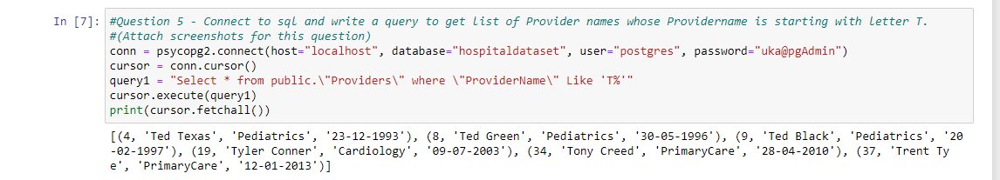 In [7]: #Question 5 - Connect to sql and write a query to get list of Provider names whose Providername is starting with letter T.
#(Attach screenshots for this question)
conn = psycopg2.connect(host="localhost", database="hospitaldataset", user="postgres", password="uka@pgAdmin")
cursor = conn.cursor()
query1 = "Select * from public.\"Providers\" where \"ProviderName\" Like 'T%'"
cursor.execute(query1)
print(cursor.fetchall())
[(4, 'Ted Texas', 'Pediatrics', '23-12-1993'), (8, 'Ted Green', 'Pediatrics', '30-05-1996'), (9, 'Ted Black', 'Pediatrics', '20
-02-1997'), (19, 'Tyler Conner', 'Cardiology', '09-07-2003'), (34, 'Tony Creed', 'PrimaryCare', '28-04-2010'), (37, 'Trent Ty
e', 'PrimaryCare', '12-01-2013')]